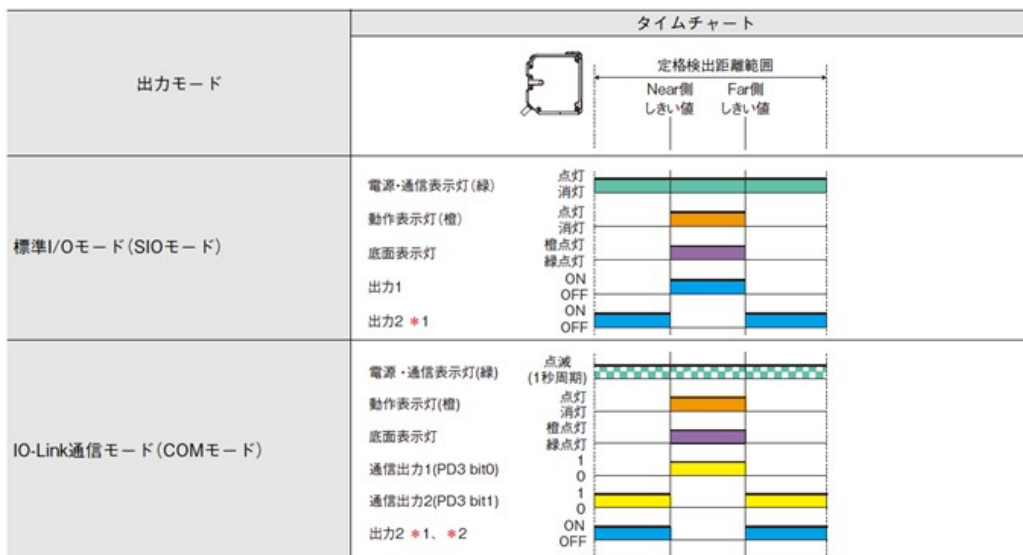 タイムチャート
出力モード
定格検出距離範囲
Near側 Far側
しきい値 しきい値
標準I/Oモード(SIOモード)
電源・通信表示灯(緑) 点灯
消灯
動作表示灯(橙) 点灯
消灯
底面表示灯 橙点灯
緑点灯
出力1 ON
OFF
出力2 *1 ON
OFF
IO-Link通信モード(COMモード)
電源・通信表示灯(緑) 点滅
(1秒周期)
動作表示灯(橙) 点灯
消灯
底面表示灯 橙点灯
緑点灯
通信出力1(PD3 bit0) 1
0
通信出力2(PD3 bit1) 1
0
出力2 *1、*2 ON
OFF